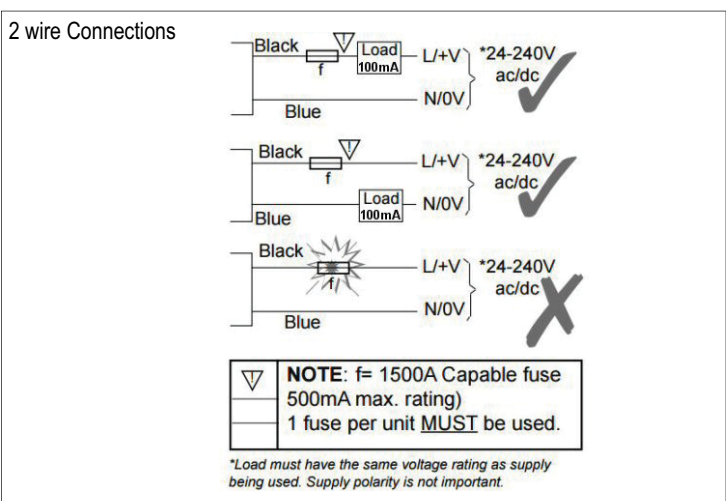 2 wire Connections
Black
f
!
Load
100mA
L/+V
*24-240V
ac/dc
N/0V
Blue
Black
f
!
L/+V
*24-240V
ac/dc
Load
100mA
N/0V
Blue
Black
f
L/+V
*24-240V
ac/dc
N/0V
Blue
! NOTE: f= 1500A Capable fuse
500mA max. rating)
1 fuse per unit MUST be used.
*Load must have the same voltage rating as supply
being used. Supply polarity is not important.